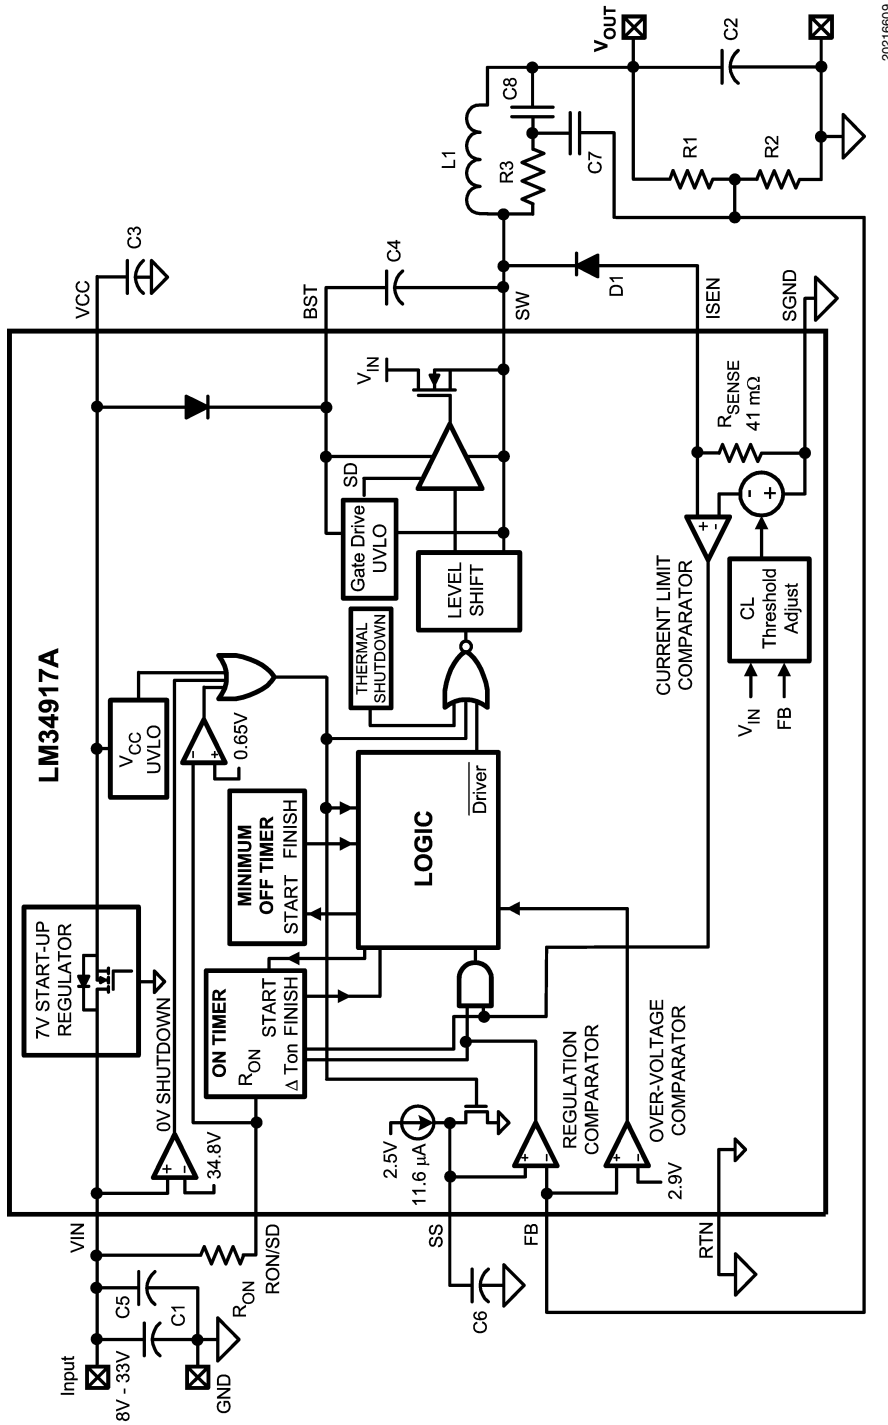 LM34917A
Input
8V - 33V
GND
C1
C5
RON
VIN
RON/SD
7V START-UP
REGULATOR
0V SHUTDOWN
34.8V
VCC
UVLO
0.65V
VCC
C3
ON TIMER
RON
START
FINISH
Δ Ton
MINIMUM
OFF TIMER
START
FINISH
LOGIC
Driver
THERMAL
SHUTDOWN
Gate Drive
UVLO
SD
LEVEL
SHIFT
VIN
BST
C4
SW
L1
R3
C8
C7
VOUT
C2
R1
R2
D1
ISEN
SGND
RSENSE
41 mΩ
CURRENT LIMIT
COMPARATOR
+
-
-
+
CL
Threshold
Adjust
VIN
FB
2.5V
11.6 µA
SS
C6
FB
REGULATION
COMPARATOR
OVER-VOLTAGE
COMPARATOR
2.9V
RTN
20216609